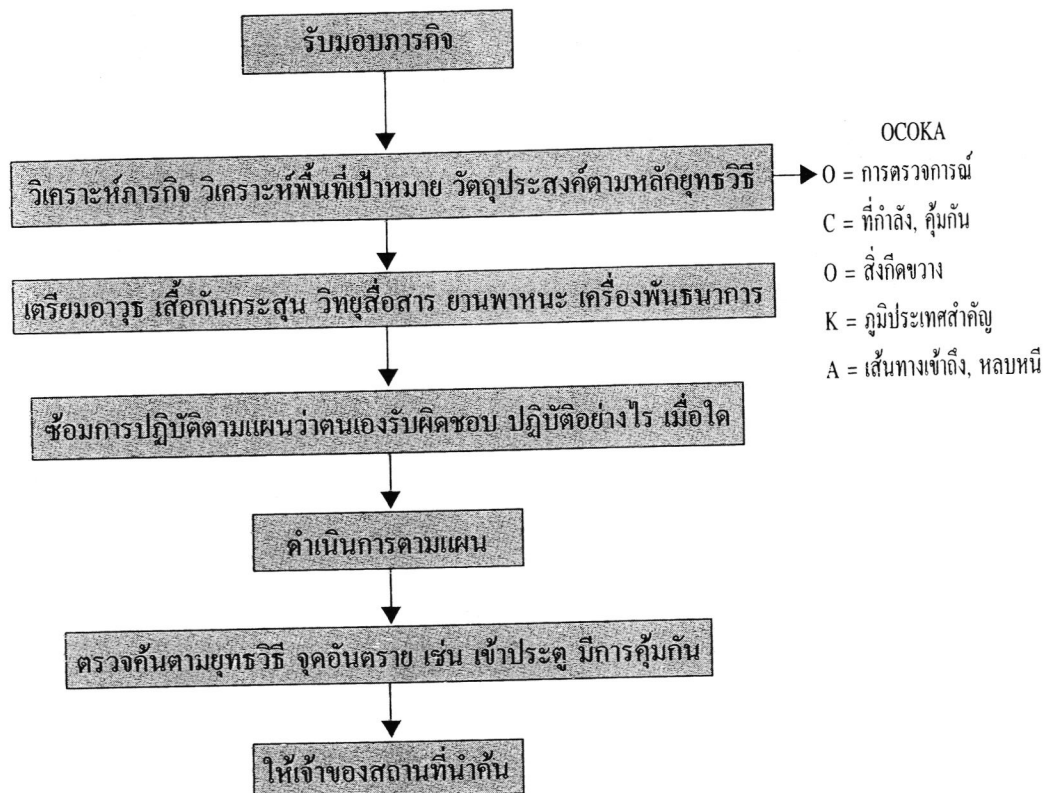 รับมอบภารกิจ
วิเคราะห์ภารกิจ วิเคราะห์พื้นที่เป้าหมาย วัตถุประสงค์ตามหลักยุทธวิธี
OCOKA
O = การตรวจการณ์
C = ที่กำลัง, คุ้มกัน
O = สิ่งกีดขวาง
K = ภูมิประเทศสำคัญ
A = เส้นทางเข้าถึง, หลบหนี
เตรียมอาวุธ เสื้อกันกระสุน วิทยุสื่อสาร ยานพาหนะ เครื่องพันธนาการ
ซ้อมการปฏิบัติตามแผนว่าตนเองรับผิดชอบ ปฏิบัติอย่างไร เมื่อใด
ดำเนินการตามแผน
ตรวจค้นตามยุทธวิธี จุดอันตราย เช่น เข้าประตู มีการคุ้มกัน
ให้เจ้าของสถานที่นำค้น